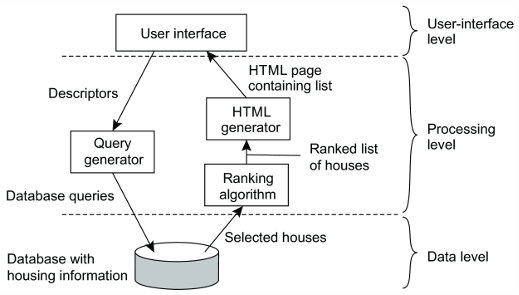 User interface
User-interface
level
HTML page
containing list
Descriptors
HTML
generator
Query
generator
Processing
level
Ranked list
of houses
Ranking
algorithm
Database queries
Selected houses
Database with
housing information
Data level